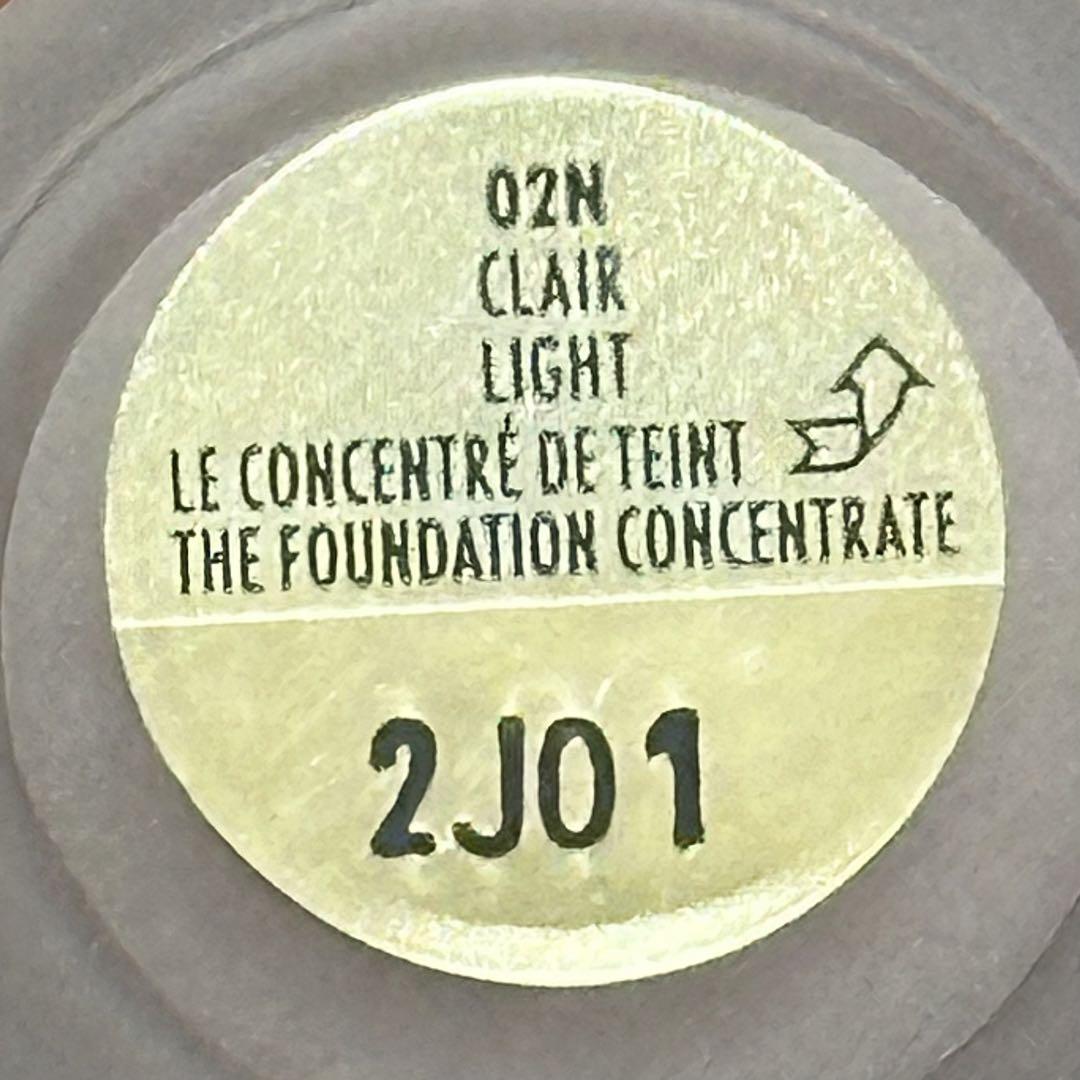 02N
CLAIR
LIGHT
LE CONCENTRÉ DE TEINT
THE FOUNDATION CONCENTRATE
2J01